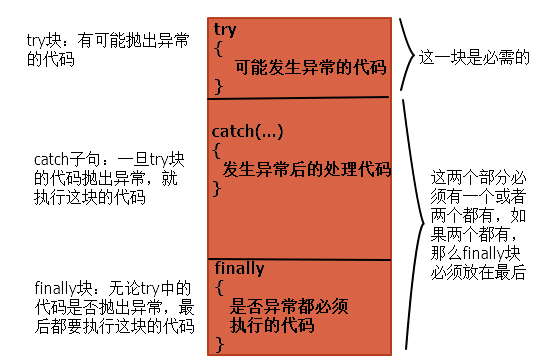 try块：有可能抛出异常
的代码
try
{
可能发生异常的代码
}
这一块是必需的
catch子句：一旦try块
的代码抛出异常，就
执行这块的代码
catch(...)
{
发生异常后的处理代码
}
这两个部分必
须有一个或者
两个都有，如
果两个都有，
那么finally块
必须放在最后
finally块：无论try中的
代码是否抛出异常，最
后都要执行这块的代码
finally
{
是否异常都必须
执行的代码
}